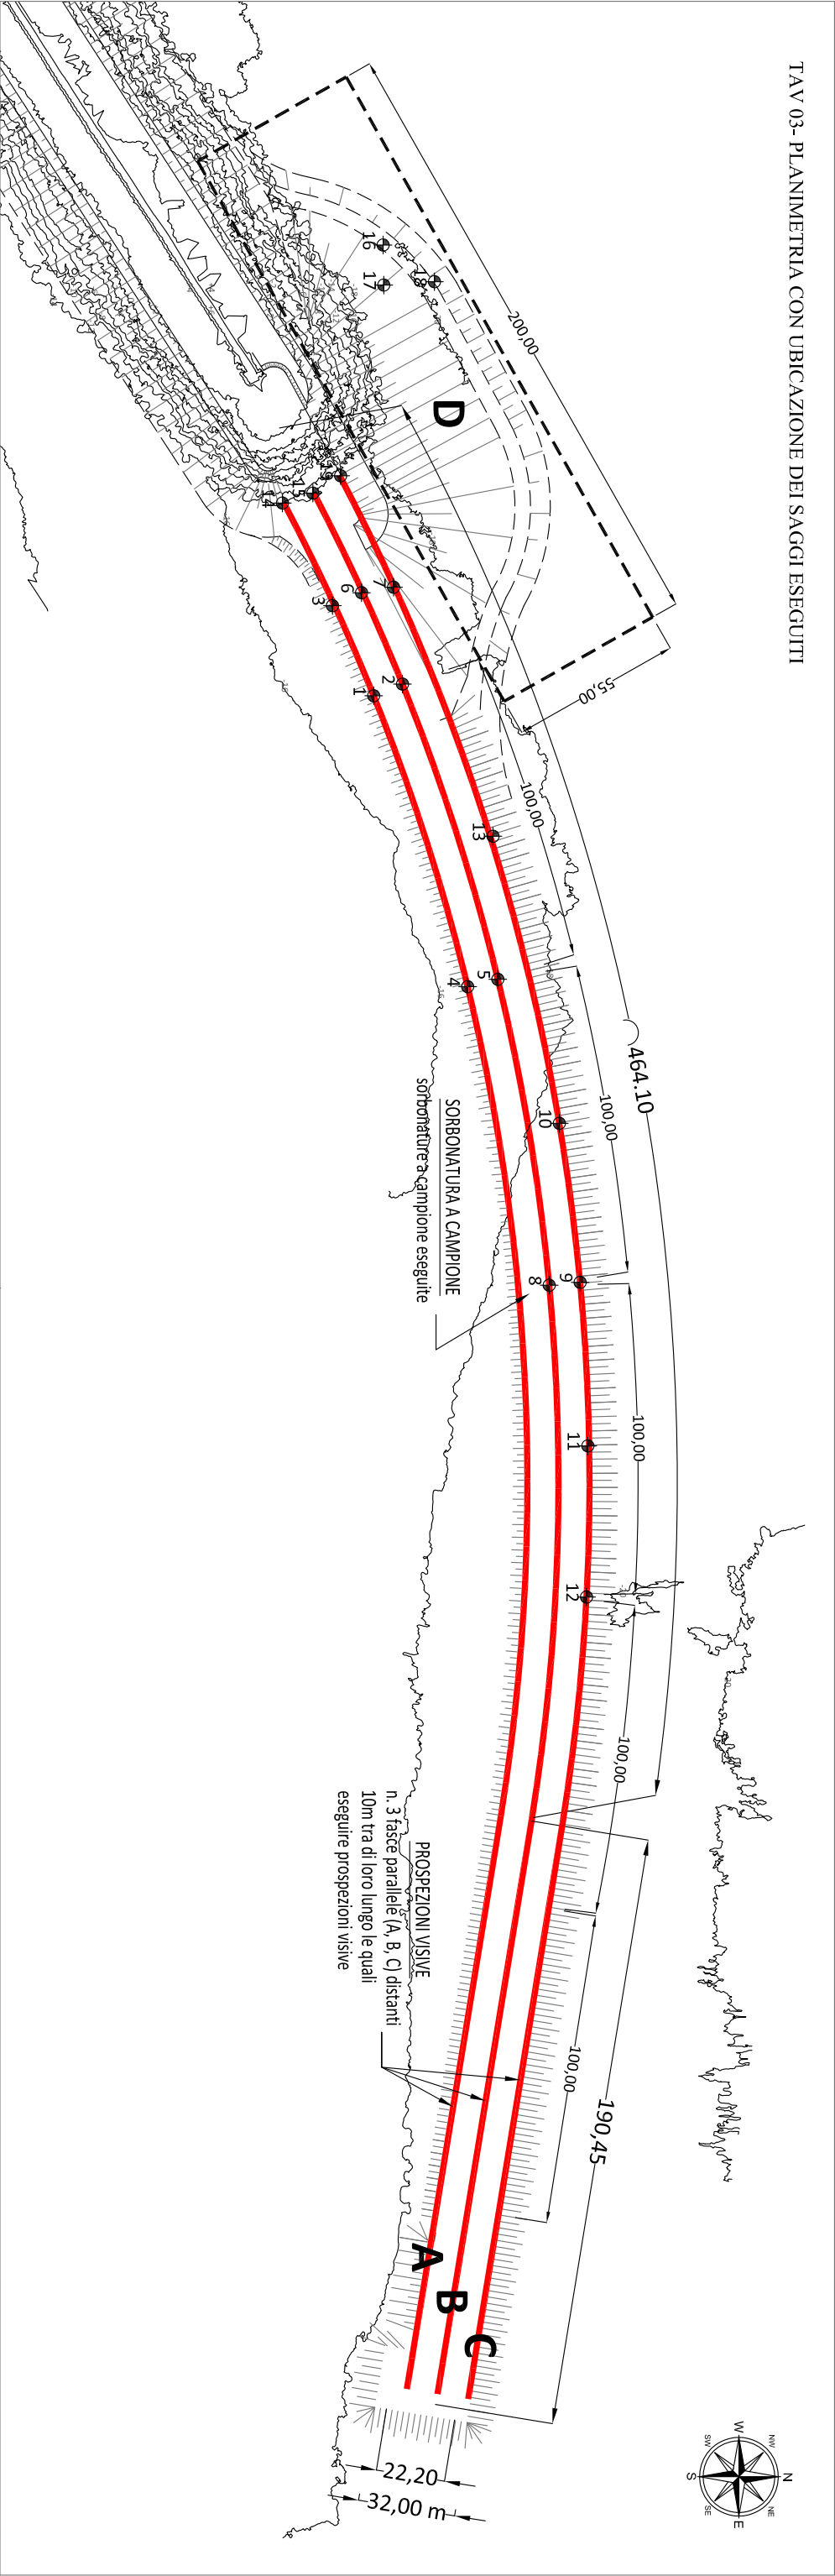 TAV 03- PLANIMETRIA CON UBICAZIONE DEI SAGGI ESEGUITI
200,00
55,00
D
16
17
18
19
15
14
7
6
3
2
1
13
5
4
10
9
8
11
12
100,00
100,00
100,00
100,00
100,00
464.10
190,45
SORBONATURA A CAMPIONE
sorbonature a campione eseguite
PROSPEZIONI VISIVE
n. 3 fasce parallele (A, B, C) distanti
10m tra di loro lungo le quali
eseguire prospezioni visive
A
B
C
22,20
32,00 m
N
NE
E
SE
S
SW
W
NW